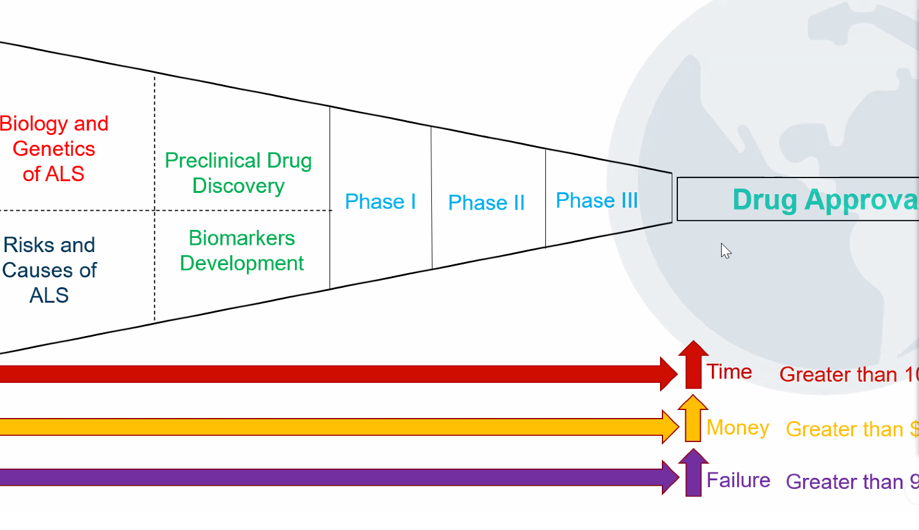 Biology and
Genetics
of ALS
Risks and
Causes of
ALS
Preclinical Drug
Discovery
Biomarkers
Development
Phase I
Phase II
Phase III
Drug Approva
Time Greater than 10
Money Greater than $
Failure Greater than 9